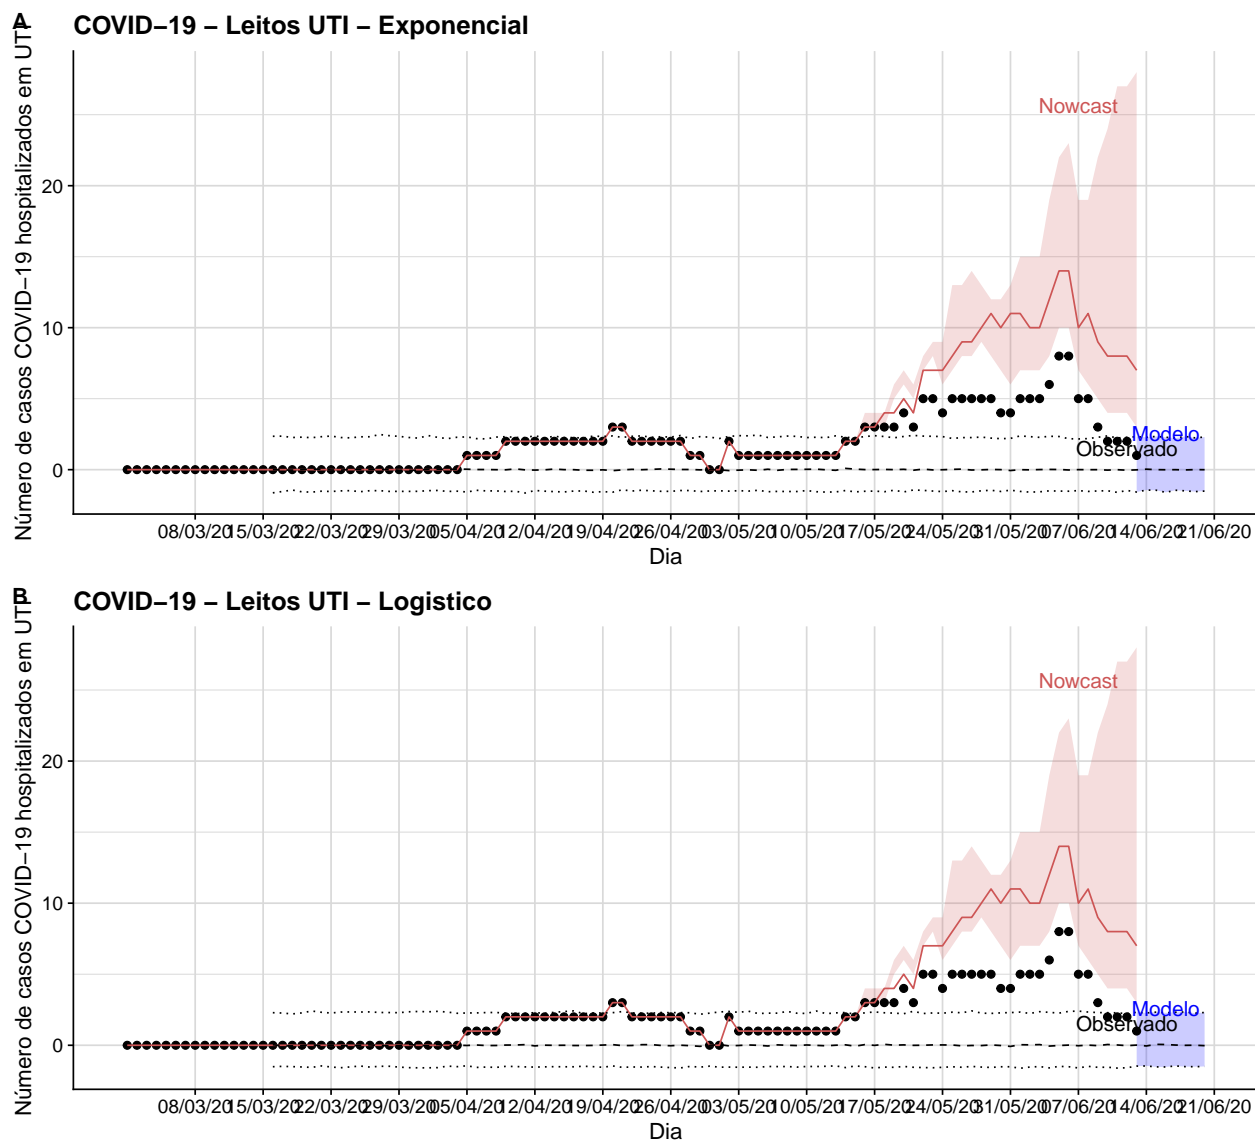 A
COVID–19 – Leitos UTI – Exponencial
Número de casos COVID–19 hospitalizados em UTI
20
10
0
Nowcast
Modelo
Observado
08/03/20 15/03/20 22/03/20 29/03/20 05/04/20 12/04/20 19/04/20 26/04/20 03/05/20 10/05/20 17/05/20 24/05/20 31/05/20 07/06/20 14/06/20 21/06/20
Dia
B
COVID–19 – Leitos UTI – Logistico
Número de casos COVID–19 hospitalizados em UTI
20
10
0
Nowcast
Modelo
Observado
08/03/20 15/03/20 22/03/20 29/03/20 05/04/20 12/04/20 19/04/20 26/04/20 03/05/20 10/05/20 17/05/20 24/05/20 31/05/20 07/06/20 14/06/20 21/06/20
Dia